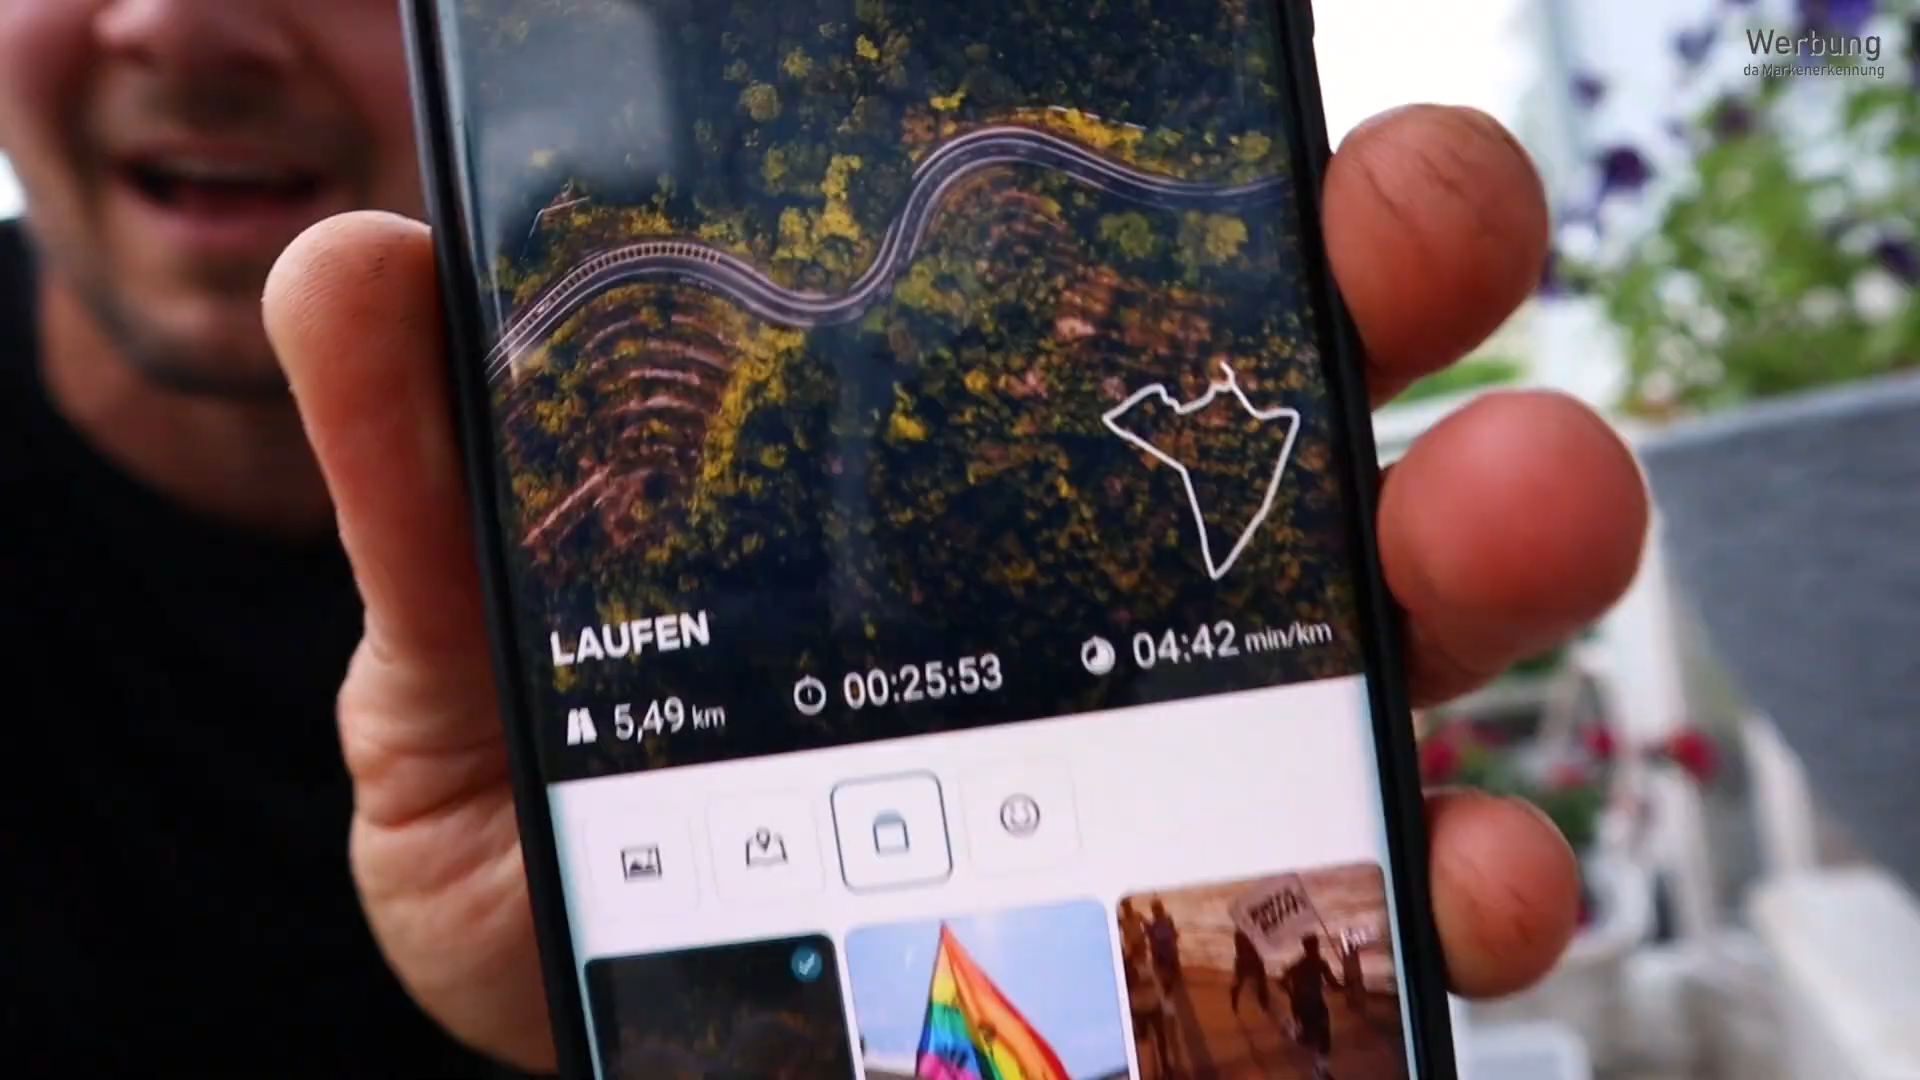 Werbung
da Markenerkennung
LAUFEN
5,49 km
00:25:53
04:42 min/km